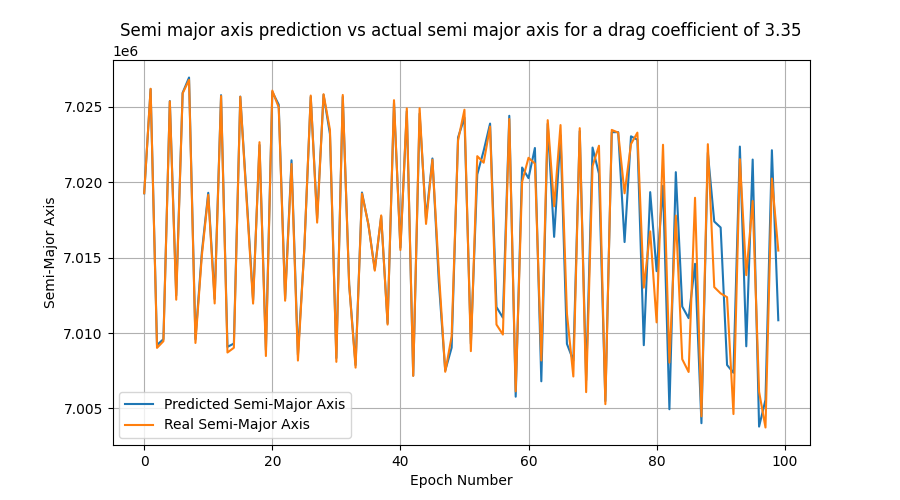 Semi major axis prediction vs actual semi major axis for a drag coefficient of 3.35
1e6
7.025
7.020
7.015
7.010
7.005
Semi-Major Axis
Predicted Semi-Major Axis
Real Semi-Major Axis
0 20 40 60 80 100
Epoch Number